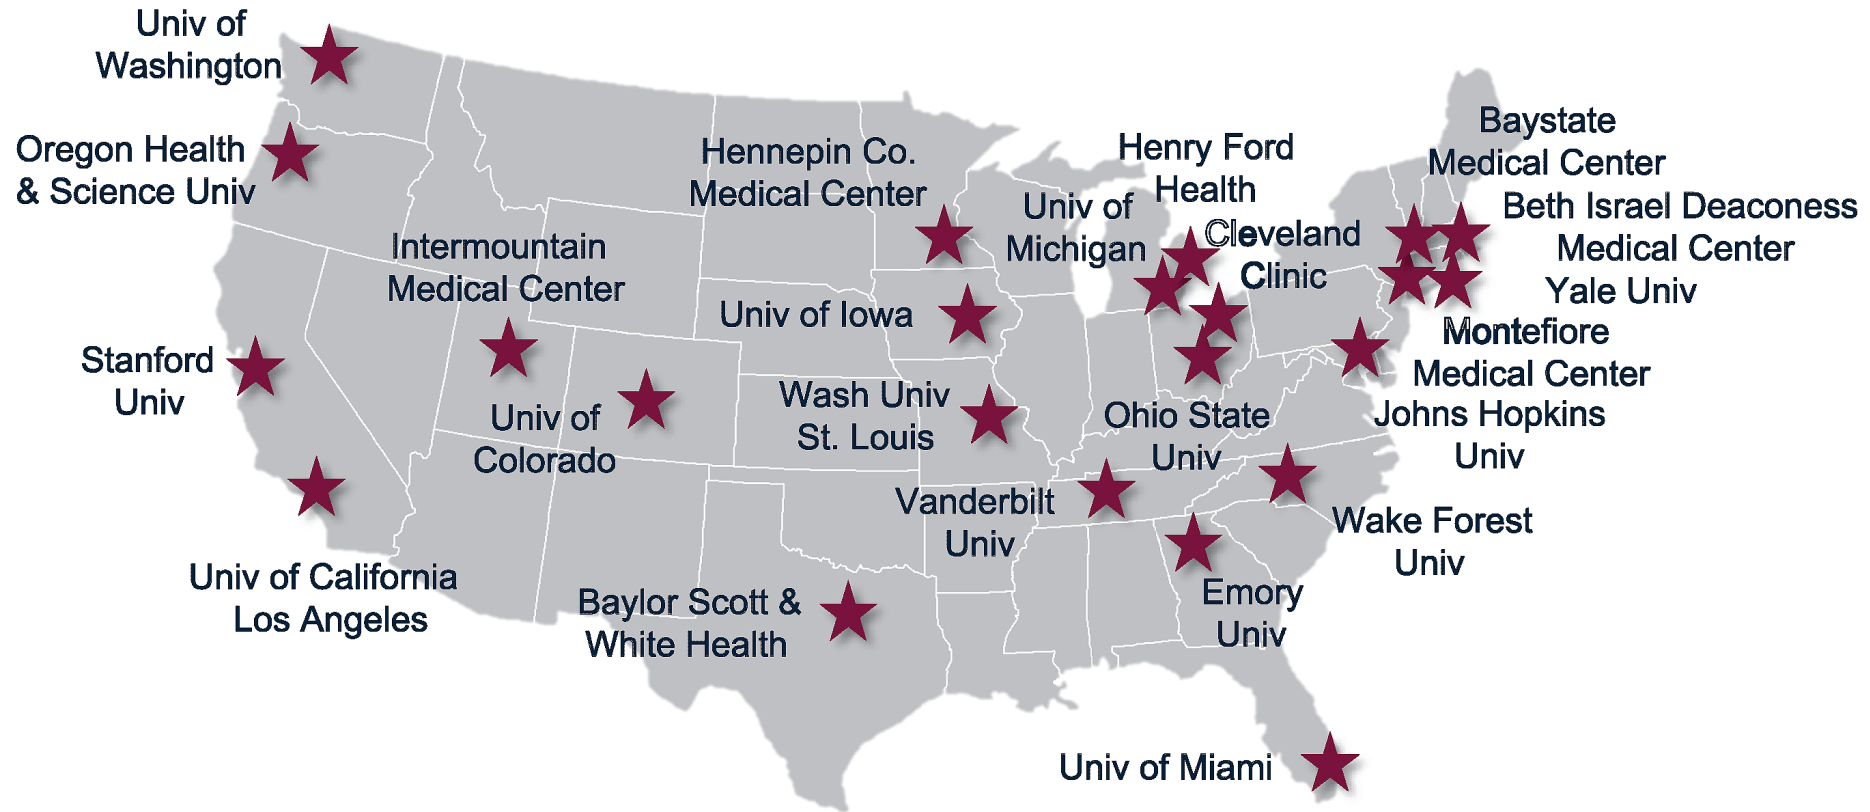 Univ of
Washington
Oregon Health
& Science Univ
Hennepin Co.
Medical Center
Henry Ford
Health
Univ of
Michigan
Cleveland
Clinic
Baystate
Medical Center
Beth Israel Deaconess
Medical Center
Yale Univ
Montefiore
Medical Center
Johns Hopkins
Univ
Intermountain
Medical Center
Univ of Iowa
Stanford
Univ
Univ of
Colorado
Wash Univ
St. Louis
Ohio State
Univ
Vanderbilt
Univ
Wake Forest
Univ
Univ of California
Los Angeles
Baylor Scott &
White Health
Emory
Univ
Univ of Miami